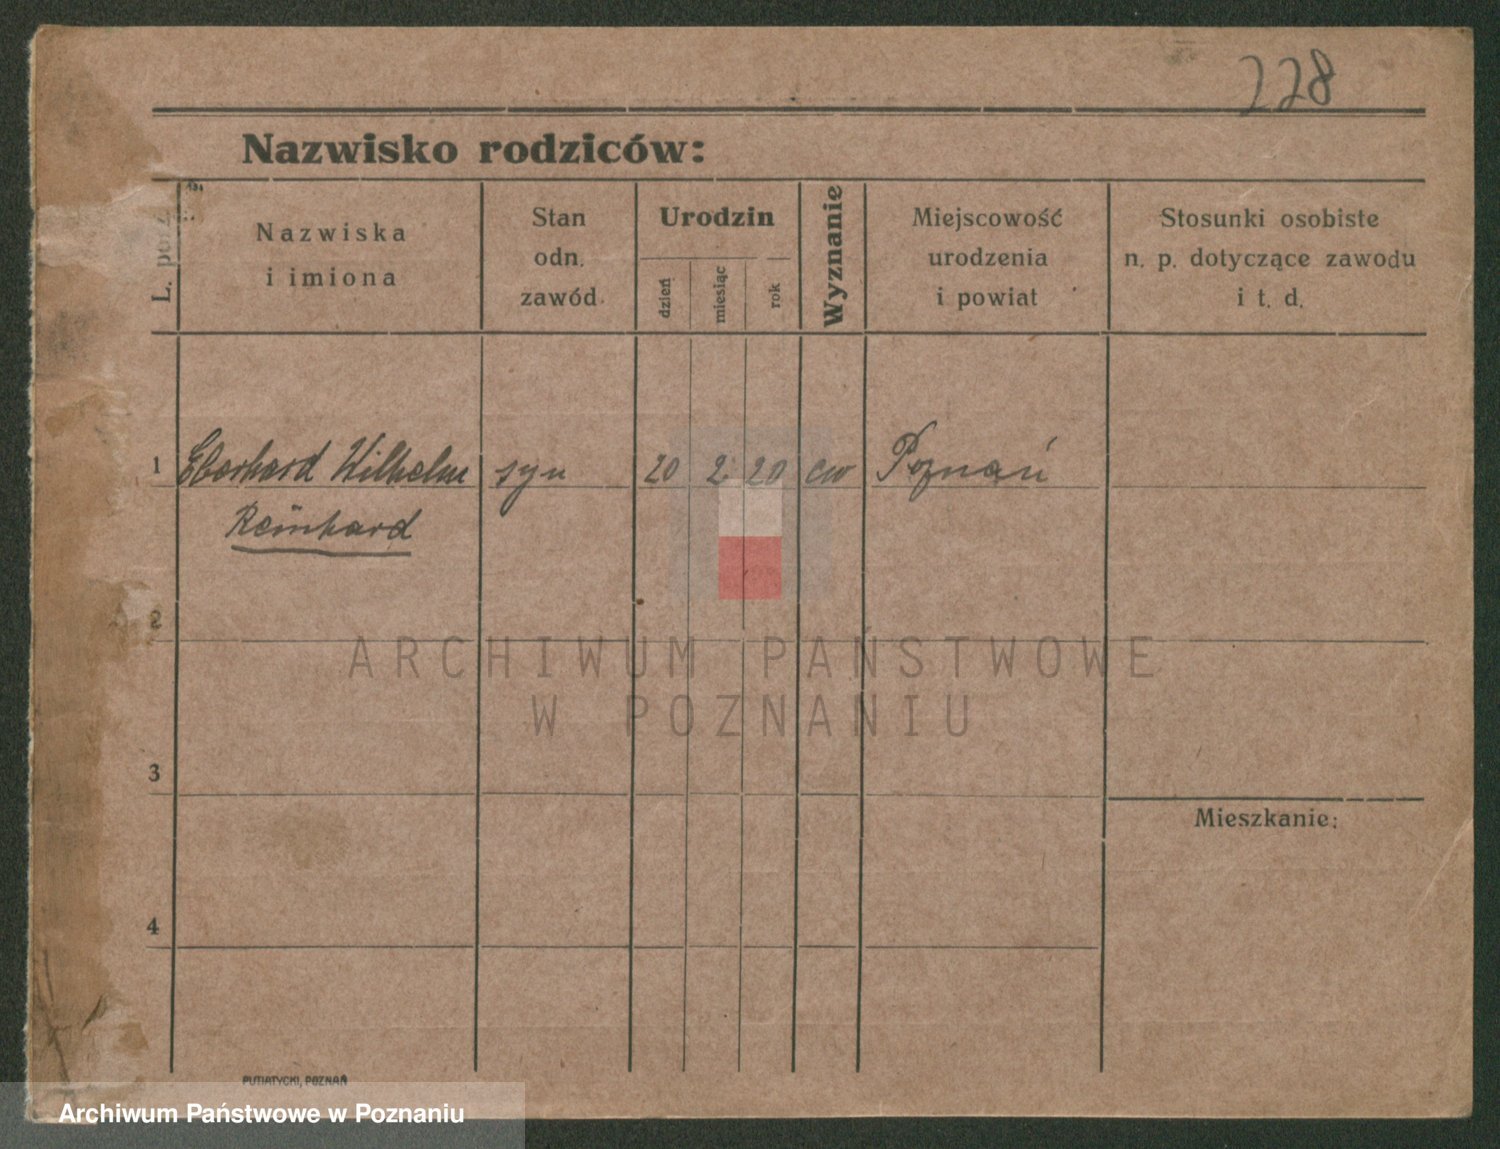 228
Nazwisko rodziców:
L. porz.
Nazwiska
i imiona
Stan
odn.
zawód
Urodzin
dzień
miesiąc
rok
Wyznanie
Miejscowość
urodzenia
i powiat
Stosunki osobiste
n. p. dotyczące zawodu
i t. d.
1 Eberhard Wilhelm syn 20 2 20 ew Poznań
Reinhard
2
ARCHIWUM PAŃSTWOWE
W POZNANIU
3
Mieszkanie:
4
PUTIATYCKI, POZNAŃ
Archiwum Państwowe w Poznaniu